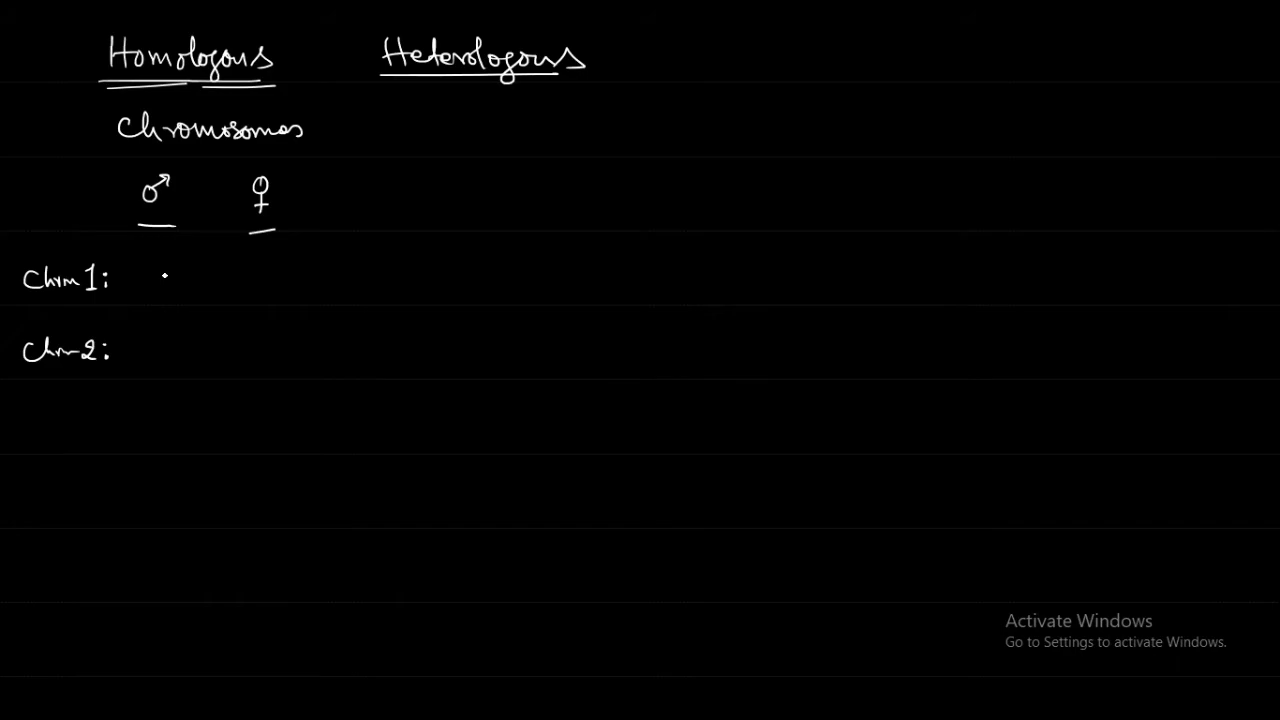 Homologous Heterologous
Chromosomes
♂ ♀
Chrm 1:
Chrm 2:
Activate Windows
Go to Settings to activate Windows.